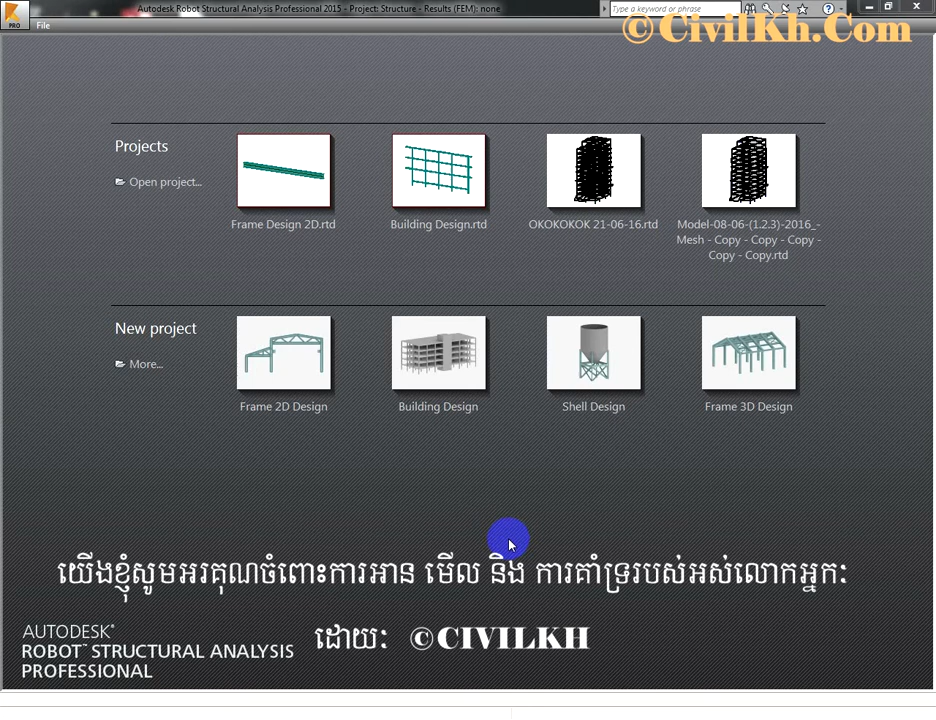 Autodesk Robot Structural Analysis Professional 2015 - Project: Structure - Results (FEM): none
Type a keyword or phrase
PRO
File
©CivilKh.Com
Projects
Open project...
Frame Design 2D.rtd
Building Design.rtd
OKOKOKOK 21-06-16.rtd
Model-08-06-(1.2.3)-2016_-
Mesh - Copy - Copy - Copy -
Copy - Copy.rtd
New project
More...
Frame 2D Design
Building Design
Shell Design
Frame 3D Design
យើងខ្ញុំសូមអរគុណចំពោះការអាន មើល និង ការគាំទ្ររបស់អស់លោកអ្នក:
ដោយ: ©CIVILKH
AUTODESK®
ROBOT™ STRUCTURAL ANALYSIS
PROFESSIONAL